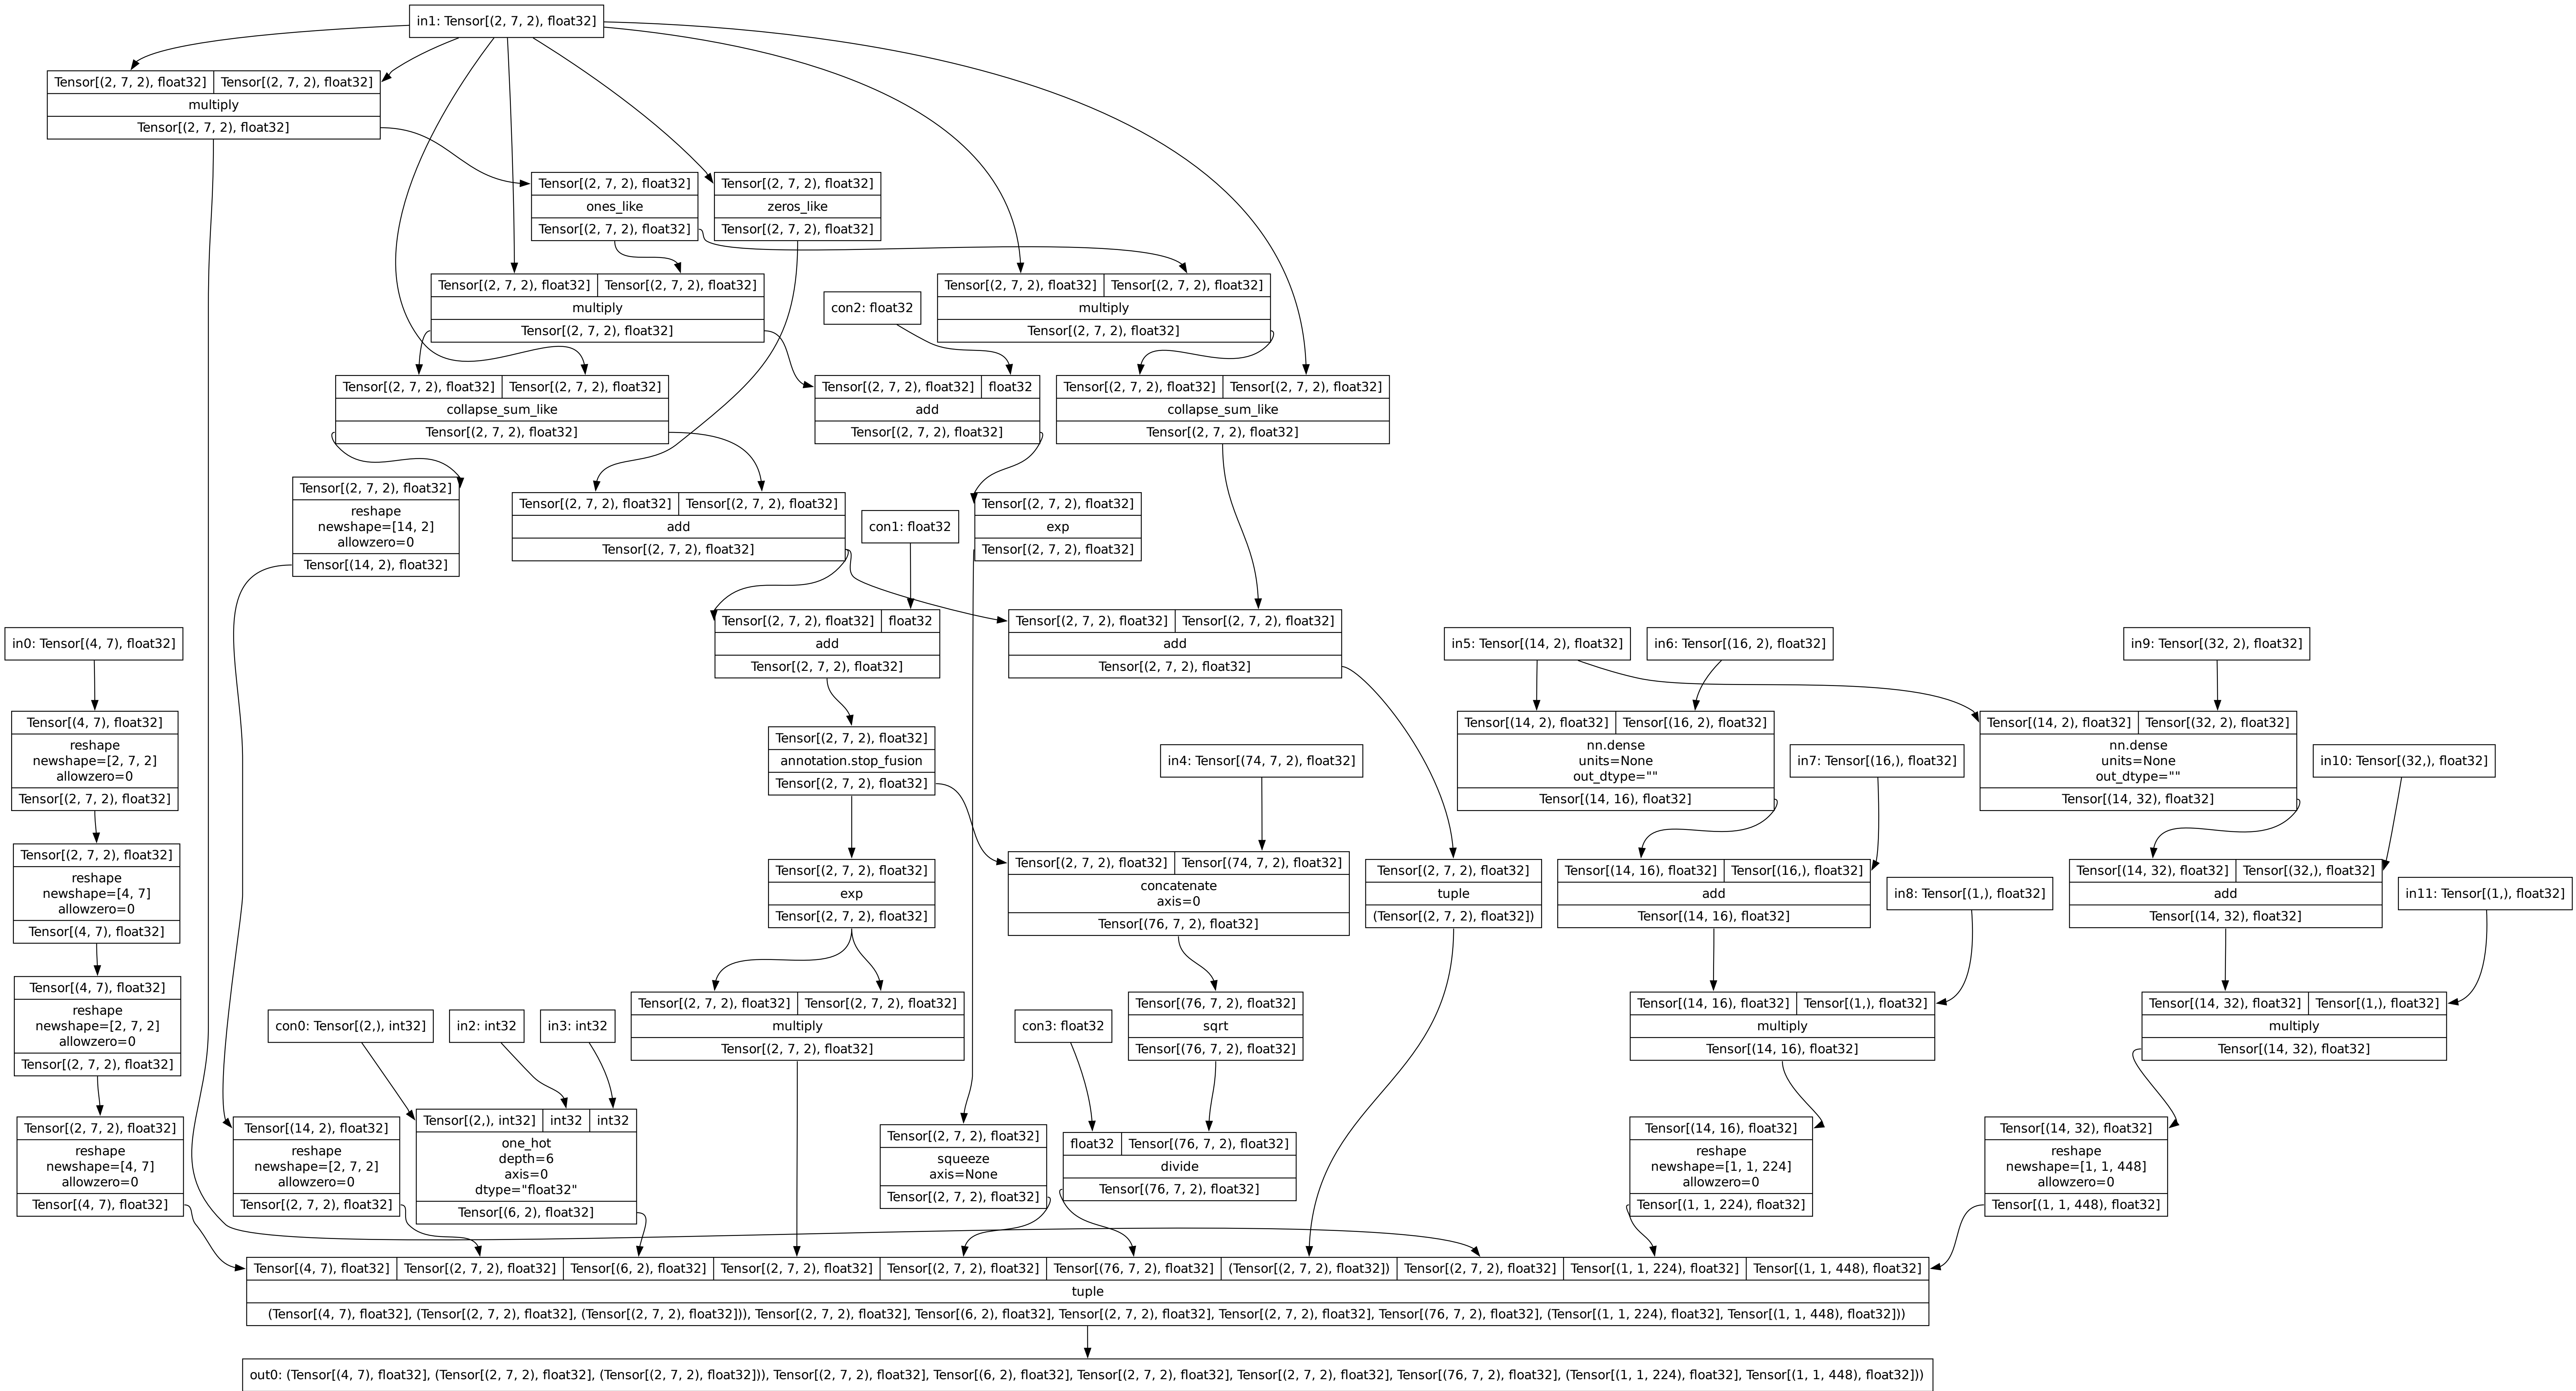 in1: Tensor[(2, 7, 2), float32]
Tensor[(2, 7, 2), float32] Tensor[(2, 7, 2), float32]
multiply
Tensor[(2, 7, 2), float32]
Tensor[(2, 7, 2), float32]
ones_like
Tensor[(2, 7, 2), float32]
Tensor[(2, 7, 2), float32]
zeros_like
Tensor[(2, 7, 2), float32]
Tensor[(2, 7, 2), float32] Tensor[(2, 7, 2), float32]
multiply
Tensor[(2, 7, 2), float32]
con2: float32
Tensor[(2, 7, 2), float32] Tensor[(2, 7, 2), float32]
multiply
Tensor[(2, 7, 2), float32]
Tensor[(2, 7, 2), float32] Tensor[(2, 7, 2), float32]
collapse_sum_like
Tensor[(2, 7, 2), float32]
Tensor[(2, 7, 2), float32] float32
add
Tensor[(2, 7, 2), float32]
Tensor[(2, 7, 2), float32] Tensor[(2, 7, 2), float32]
collapse_sum_like
Tensor[(2, 7, 2), float32]
Tensor[(2, 7, 2), float32]
reshape
newshape=[14, 2]
allowzero=0
Tensor[(14, 2), float32]
Tensor[(2, 7, 2), float32] Tensor[(2, 7, 2), float32]
add
Tensor[(2, 7, 2), float32]
con1: float32
Tensor[(2, 7, 2), float32]
exp
Tensor[(2, 7, 2), float32]
in0: Tensor[(4, 7), float32]
Tensor[(2, 7, 2), float32] float32
add
Tensor[(2, 7, 2), float32]
Tensor[(2, 7, 2), float32] Tensor[(2, 7, 2), float32]
add
Tensor[(2, 7, 2), float32]
in5: Tensor[(14, 2), float32]
in6: Tensor[(16, 2), float32]
in9: Tensor[(32, 2), float32]
Tensor[(4, 7), float32]
reshape
newshape=[2, 7, 2]
allowzero=0
Tensor[(2, 7, 2), float32]
Tensor[(2, 7, 2), float32]
annotation.stop_fusion
Tensor[(2, 7, 2), float32]
in4: Tensor[(74, 7, 2), float32]
Tensor[(14, 2), float32] Tensor[(16, 2), float32]
nn.dense
units=None
out_dtype=""
Tensor[(14, 16), float32]
in7: Tensor[(16,), float32]
Tensor[(14, 2), float32] Tensor[(32, 2), float32]
nn.dense
units=None
out_dtype=""
Tensor[(14, 32), float32]
in10: Tensor[(32,), float32]
Tensor[(2, 7, 2), float32]
reshape
newshape=[4, 7]
allowzero=0
Tensor[(4, 7), float32]
Tensor[(2, 7, 2), float32]
exp
Tensor[(2, 7, 2), float32]
Tensor[(2, 7, 2), float32] Tensor[(74, 7, 2), float32]
concatenate
axis=0
Tensor[(76, 7, 2), float32]
Tensor[(2, 7, 2), float32]
tuple
(Tensor[(2, 7, 2), float32])
Tensor[(14, 16), float32] Tensor[(16,), float32]
add
Tensor[(14, 16), float32]
in8: Tensor[(1,), float32]
Tensor[(14, 32), float32] Tensor[(32,), float32]
add
Tensor[(14, 32), float32]
in11: Tensor[(1,), float32]
Tensor[(4, 7), float32]
reshape
newshape=[2, 7, 2]
allowzero=0
Tensor[(2, 7, 2), float32]
con0: Tensor[(2,), int32]
in2: int32
in3: int32
Tensor[(2, 7, 2), float32] Tensor[(2, 7, 2), float32]
multiply
Tensor[(2, 7, 2), float32]
con3: float32
Tensor[(76, 7, 2), float32]
sqrt
Tensor[(76, 7, 2), float32]
Tensor[(14, 16), float32] Tensor[(1,), float32]
multiply
Tensor[(14, 16), float32]
Tensor[(14, 32), float32] Tensor[(1,), float32]
multiply
Tensor[(14, 32), float32]
Tensor[(2, 7, 2), float32]
reshape
newshape=[4, 7]
allowzero=0
Tensor[(4, 7), float32]
Tensor[(14, 2), float32]
reshape
newshape=[2, 7, 2]
allowzero=0
Tensor[(2, 7, 2), float32]
Tensor[(2,), int32] int32 int32
one_hot
depth=6
axis=0
dtype="float32"
Tensor[(6, 2), float32]
Tensor[(2, 7, 2), float32]
squeeze
axis=None
Tensor[(2, 7, 2), float32]
float32 Tensor[(76, 7, 2), float32]
divide
Tensor[(76, 7, 2), float32]
Tensor[(14, 16), float32]
reshape
newshape=[1, 1, 224]
allowzero=0
Tensor[(1, 1, 224), float32]
Tensor[(14, 32), float32]
reshape
newshape=[1, 1, 448]
allowzero=0
Tensor[(1, 1, 448), float32]
Tensor[(4, 7), float32] Tensor[(2, 7, 2), float32] Tensor[(6, 2), float32] Tensor[(2, 7, 2), float32] Tensor[(2, 7, 2), float32] Tensor[(76, 7, 2), float32] (Tensor[(2, 7, 2), float32]) Tensor[(2, 7, 2), float32] Tensor[(1, 1, 224), float32] Tensor[(1, 1, 448), float32]
tuple
(Tensor[(4, 7), float32], (Tensor[(2, 7, 2), float32], (Tensor[(2, 7, 2), float32])), Tensor[(2, 7, 2), float32], Tensor[(6, 2), float32], Tensor[(2, 7, 2), float32], Tensor[(2, 7, 2), float32], Tensor[(76, 7, 2), float32], (Tensor[(1, 1, 224), float32], Tensor[(1, 1, 448), float32]))
out0: (Tensor[(4, 7), float32], (Tensor[(2, 7, 2), float32], (Tensor[(2, 7, 2), float32])), Tensor[(2, 7, 2), float32], Tensor[(6, 2), float32], Tensor[(2, 7, 2), float32], Tensor[(2, 7, 2), float32], Tensor[(76, 7, 2), float32], (Tensor[(1, 1, 224), float32], Tensor[(1, 1, 448), float32]))